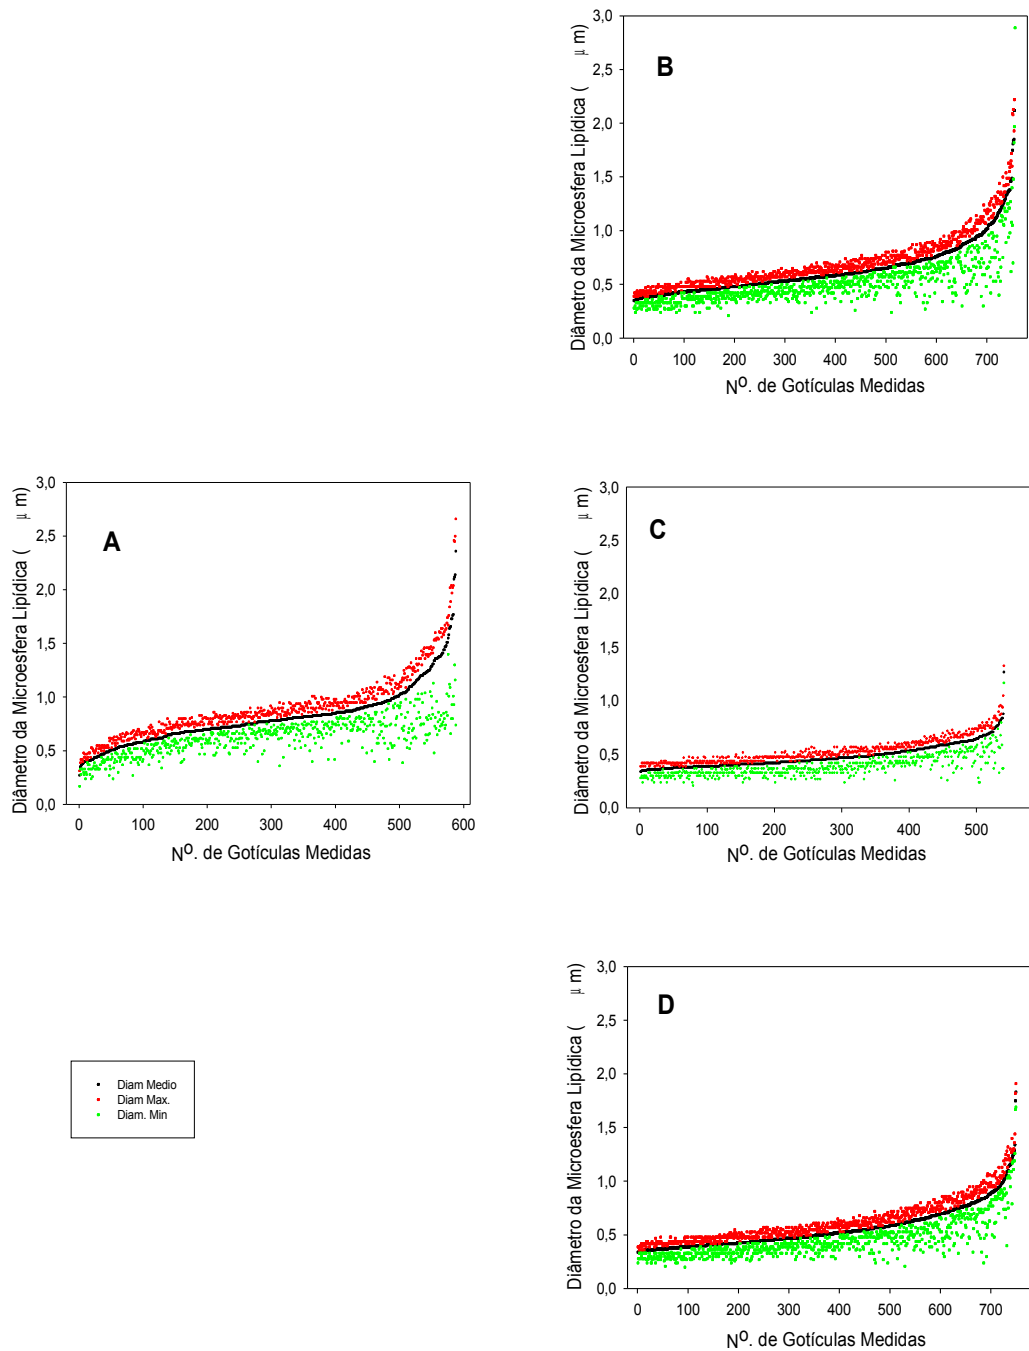 B
Diâmetro da Microesfera Lipídica ( μ m)
3,0
2,5
2,0
1,5
1,0
0,5
0,0
0 100 200 300 400 500 600 700
Nº. de Gotículas Medidas
A
Diâmetro da Microesfera Lipídica ( μ m)
3,0
2,5
2,0
1,5
1,0
0,5
0,0
0 100 200 300 400 500 600
Nº. de Gotículas Medidas
C
Diâmetro da Microesfera Lipídica ( μ m)
3,0
2,5
2,0
1,5
1,0
0,5
0,0
0 100 200 300 400 500
Nº. de Gotículas Medidas
Diam Medio
Diam Max.
Diam. Min
D
Diâmetro da Microesfera Lipídica ( μ m)
3,0
2,5
2,0
1,5
1,0
0,5
0,0
0 100 200 300 400 500 600 700
Nº. de Gotículas Medidas